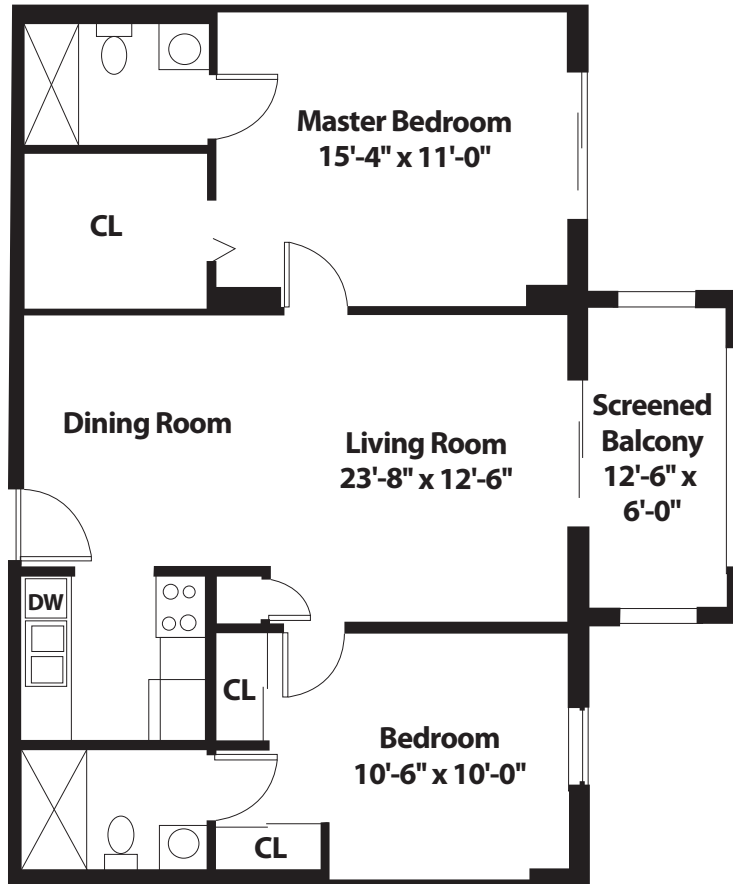 Master Bedroom
15'-4" x 11'-0"
CL
Dining Room
Living Room
23'-8" x 12'-6"
Screened
Balcony
12'-6" x
6'-0"
DW
CL
Bedroom
10'-6" x 10'-0"
CL